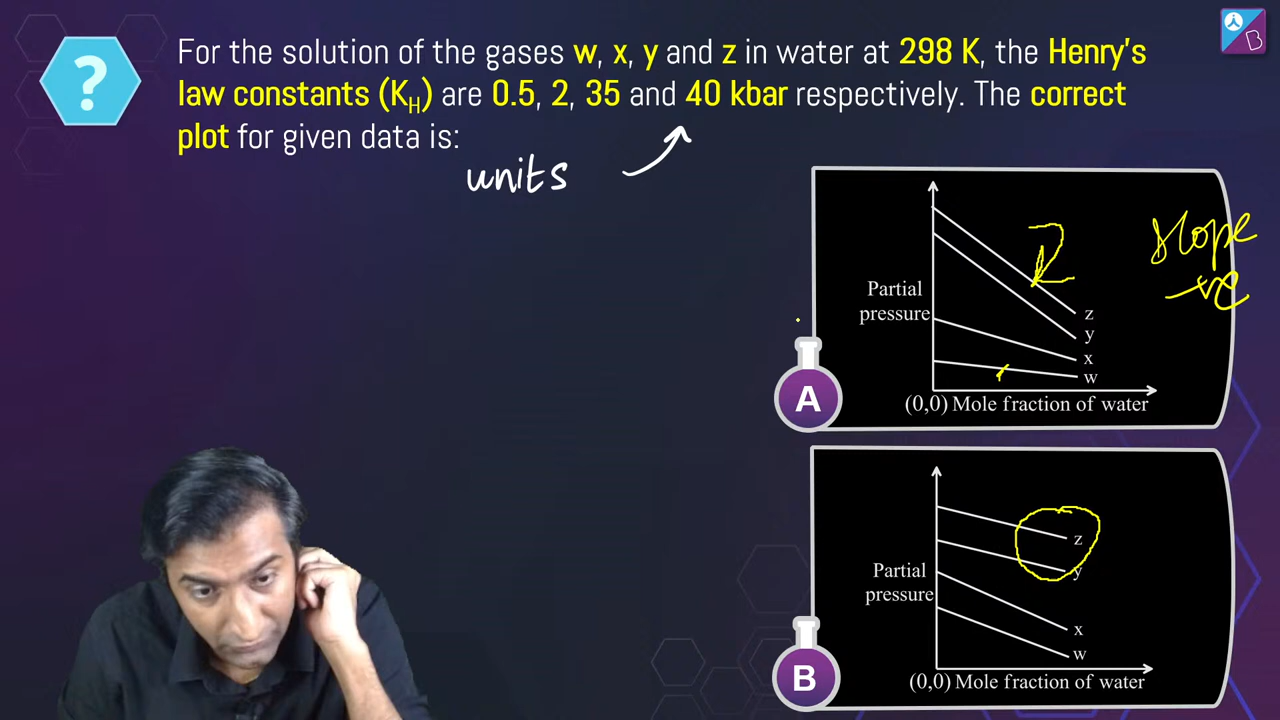 For the solution of the gases w, x, y and z in water at 298 K, the Henry's
law constants (KH) are 0.5, 2, 35 and 40 kbar respectively. The correct
plot for given data is:
units
?
B
Partial
pressure
z
y
x
w
(0,0) Mole fraction of water
A
slope
-ve
Partial
pressure
z
y
x
w
(0,0) Mole fraction of water
B